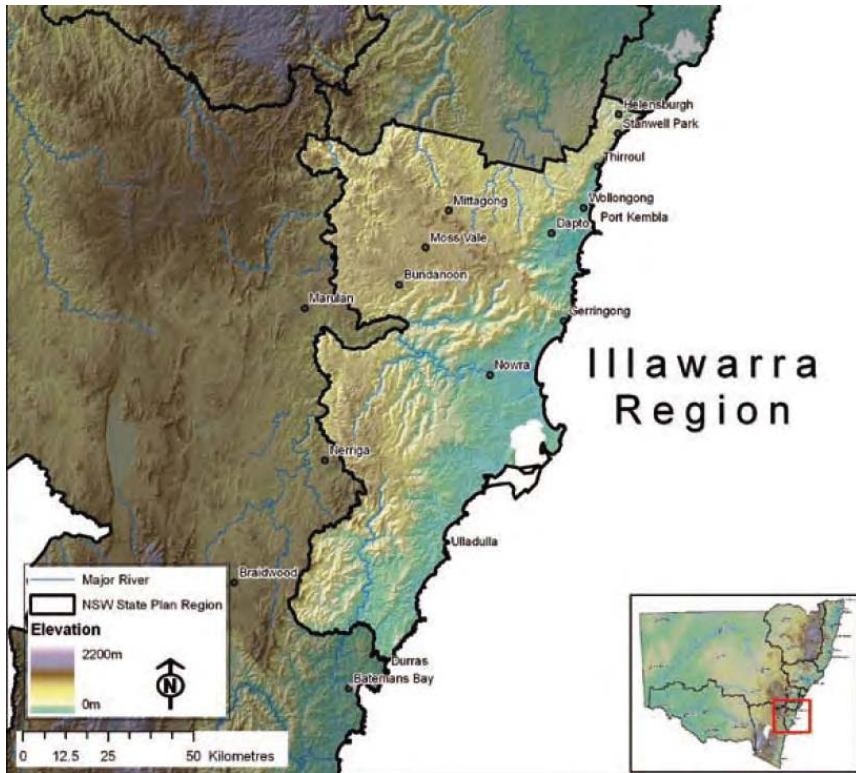 Helensburgh
Stanwell Park
Thirroul
Wollongong
Mittagong
Port Kembla
Dapto
Moss Vale
Bundanoon
Marulan
Gerringong
Illawarra
Region
Nowra
Nerriga
Ulladulla
Major River
Braidwood
NSW State Plan Region
Elevation
2200m
N
0m
Durras
Batemans Bay
0 12.5 25 50 Kilometres